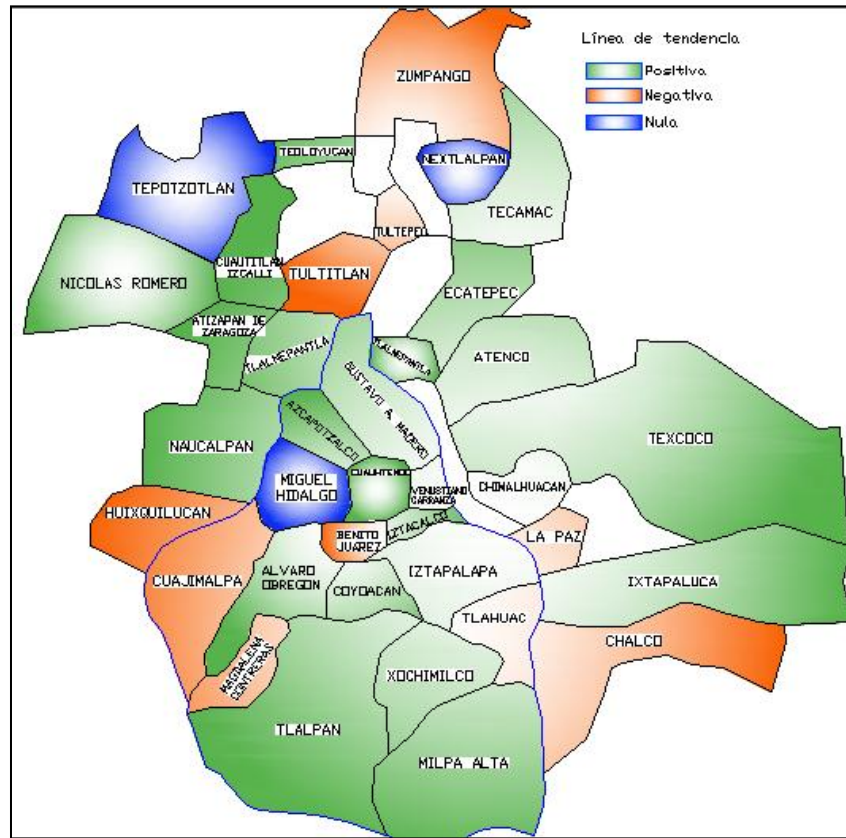 Línea de tendencia
Positiva
Negativa
Nula
ZUMPANGO
TEOLOYUCAN
NEXTLALPAN
TEPOTZOTLAN
TECAMAC
TULTEPEC
CUAUTITLAN
IZCALLI
TULTITLAN
NICOLAS ROMERO
ECATEPEC
ATIZAPAN DE
ZARAGOZA
TLALNEPANTLA
TLALNEPANTLA
ATENCO
GUSTAVO A. MADERO
AZCAPOTZALCO
TEXCOCO
NAUCALPAN
MIGUEL
HIDALGO
CUAUHTEMOC
VENUSTIANO
CARRANZA
CHIMALHUACAN
HUIXQUILUCAN
BENITO
JUAREZ
IZTACALCO
LA PAZ
CUAJIMALPA
ALVARO
OBREGON
COYOACAN
IZTAPALAPA
IXTAPALUCA
TLAHUAC
CHALCO
MAGDALENA
CONTRERAS
XOCHIMILCO
TLALPAN
MILPA ALTA